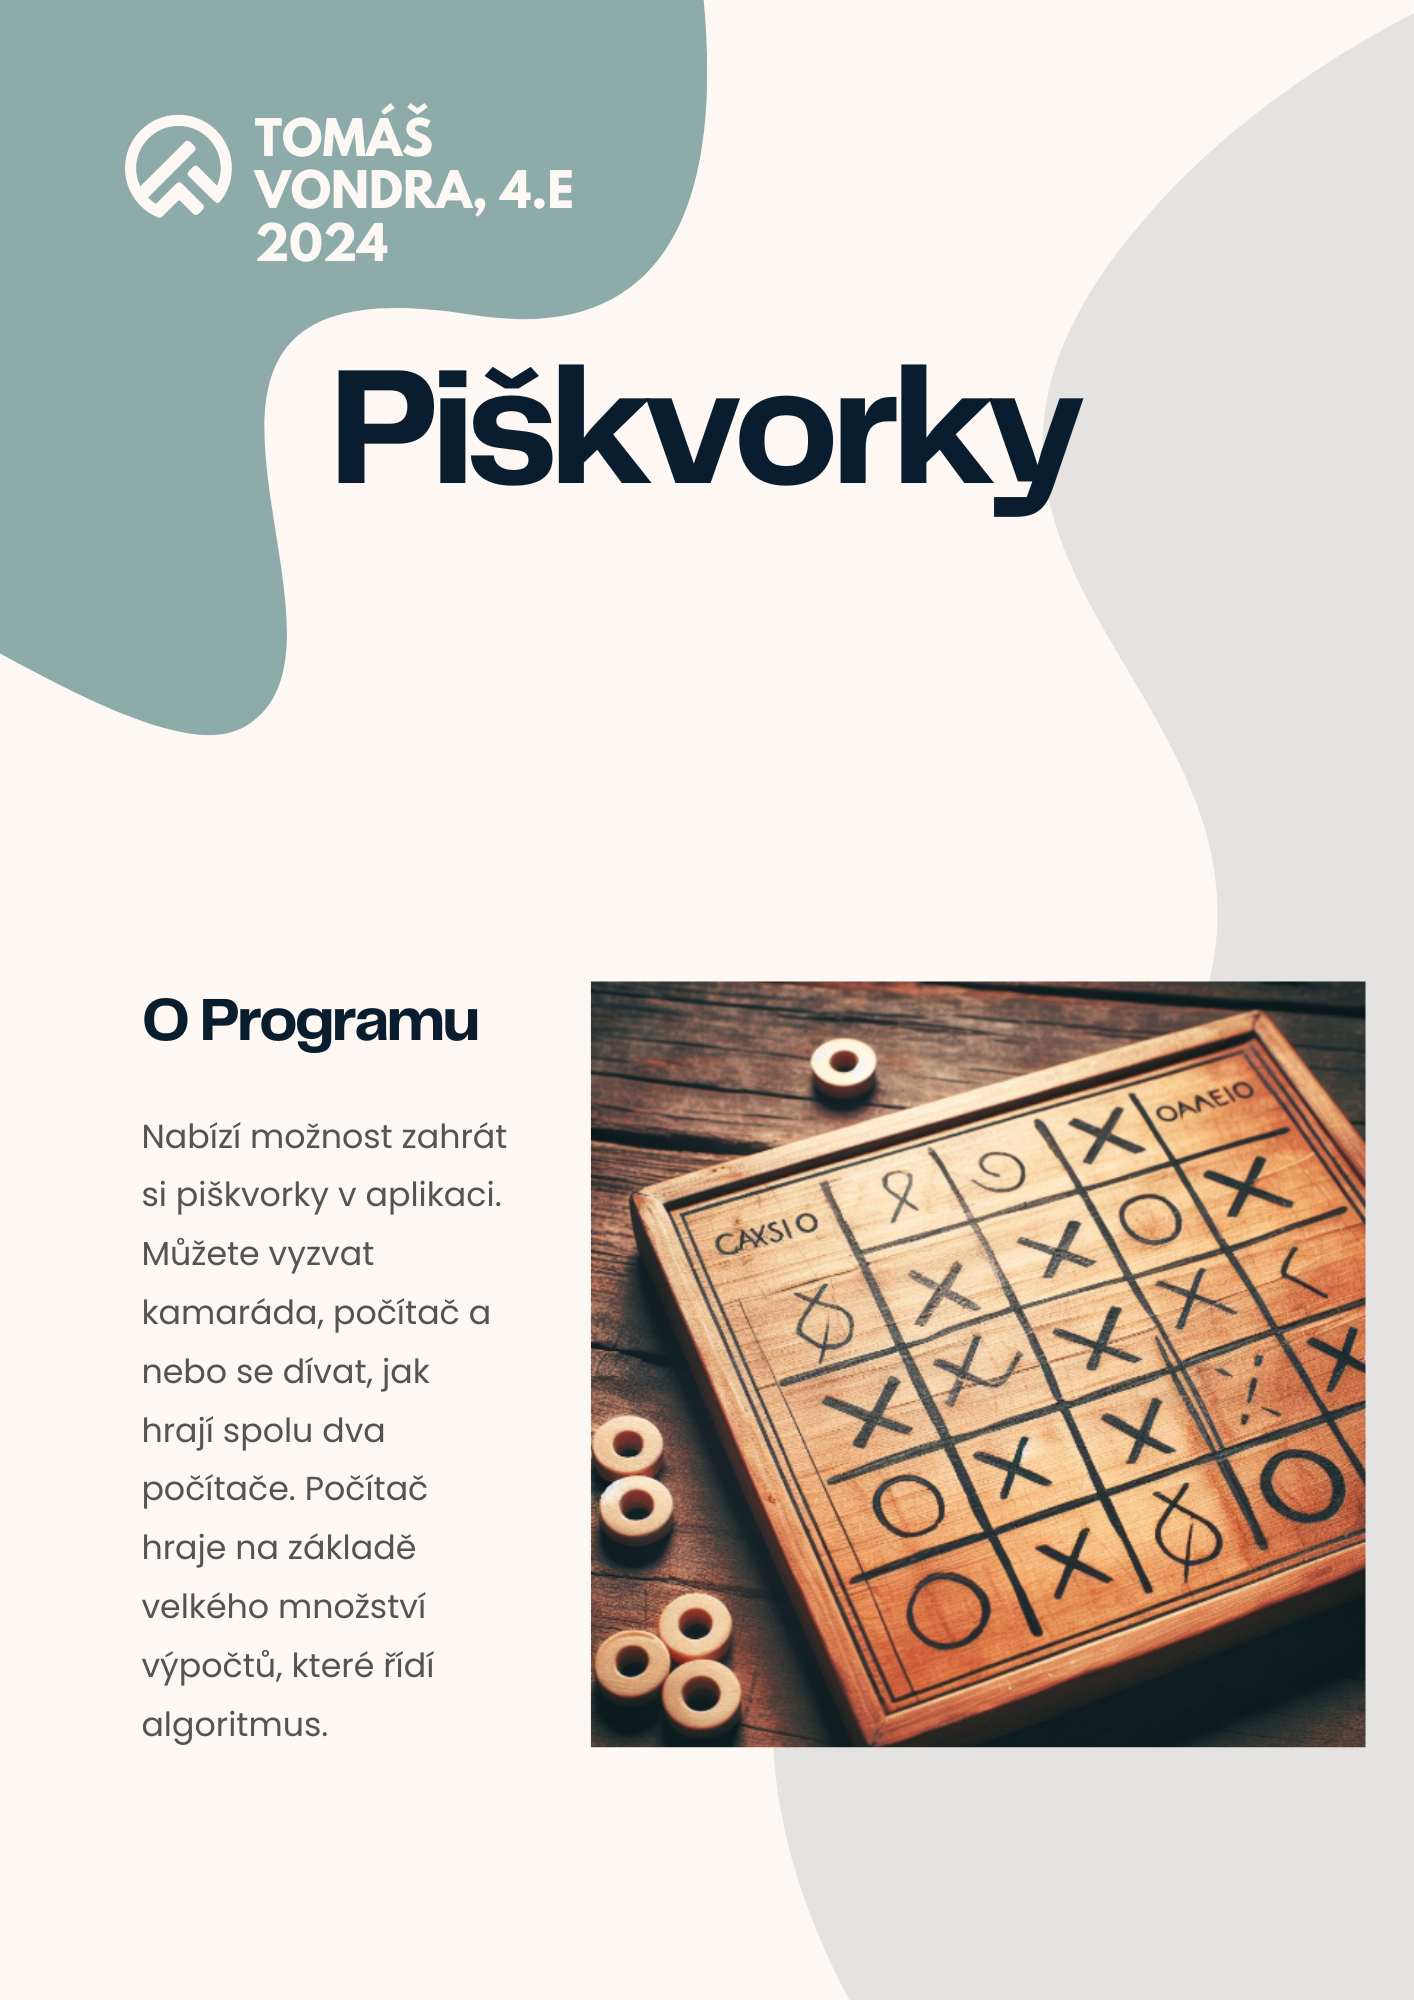 TOMÁŠ
VONDRA, 4.E
2024
Piškvorky
O Programu
Nabízí možnost zahrát
si piškvorky v aplikaci.
Můžete vyzvat
kamaráda, počítač a
nebo se dívat, jak
hrají spolu dva
počítače. Počítač
hraje na základě
velkého množství
výpočtů, které řídí
algoritmus.